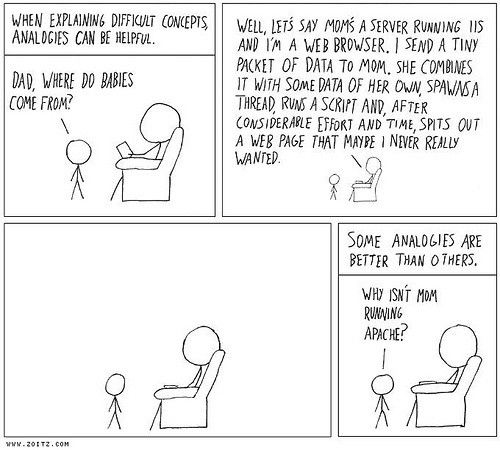 WHEN EXPLAINING DIFFICULT CONCEPTS,
ANALOGIES CAN BE HELPFUL.
DAD, WHERE DO BABIES
COME FROM?
WELL, LET'S SAY MOM'S A SERVER RUNNING IIS
AND I'M A WEB BROWSER. I SEND A TINY
PACKET OF DATA TO MOM. SHE COMBINES
IT WITH SOME DATA OF HER OWN, SPAWNS A
THREAD, RUNS A SCRIPT AND, AFTER
CONSIDERABLE EFFORT AND TIME, SPITS OUT
A WEB PAGE THAT MAYBE I NEVER REALLY
WANTED.
SOME ANALOGIES ARE
BETTER THAN OTHERS.
WHY ISN'T MOM
RUNNING
APACHE?
WWW.ZOITZ.COM